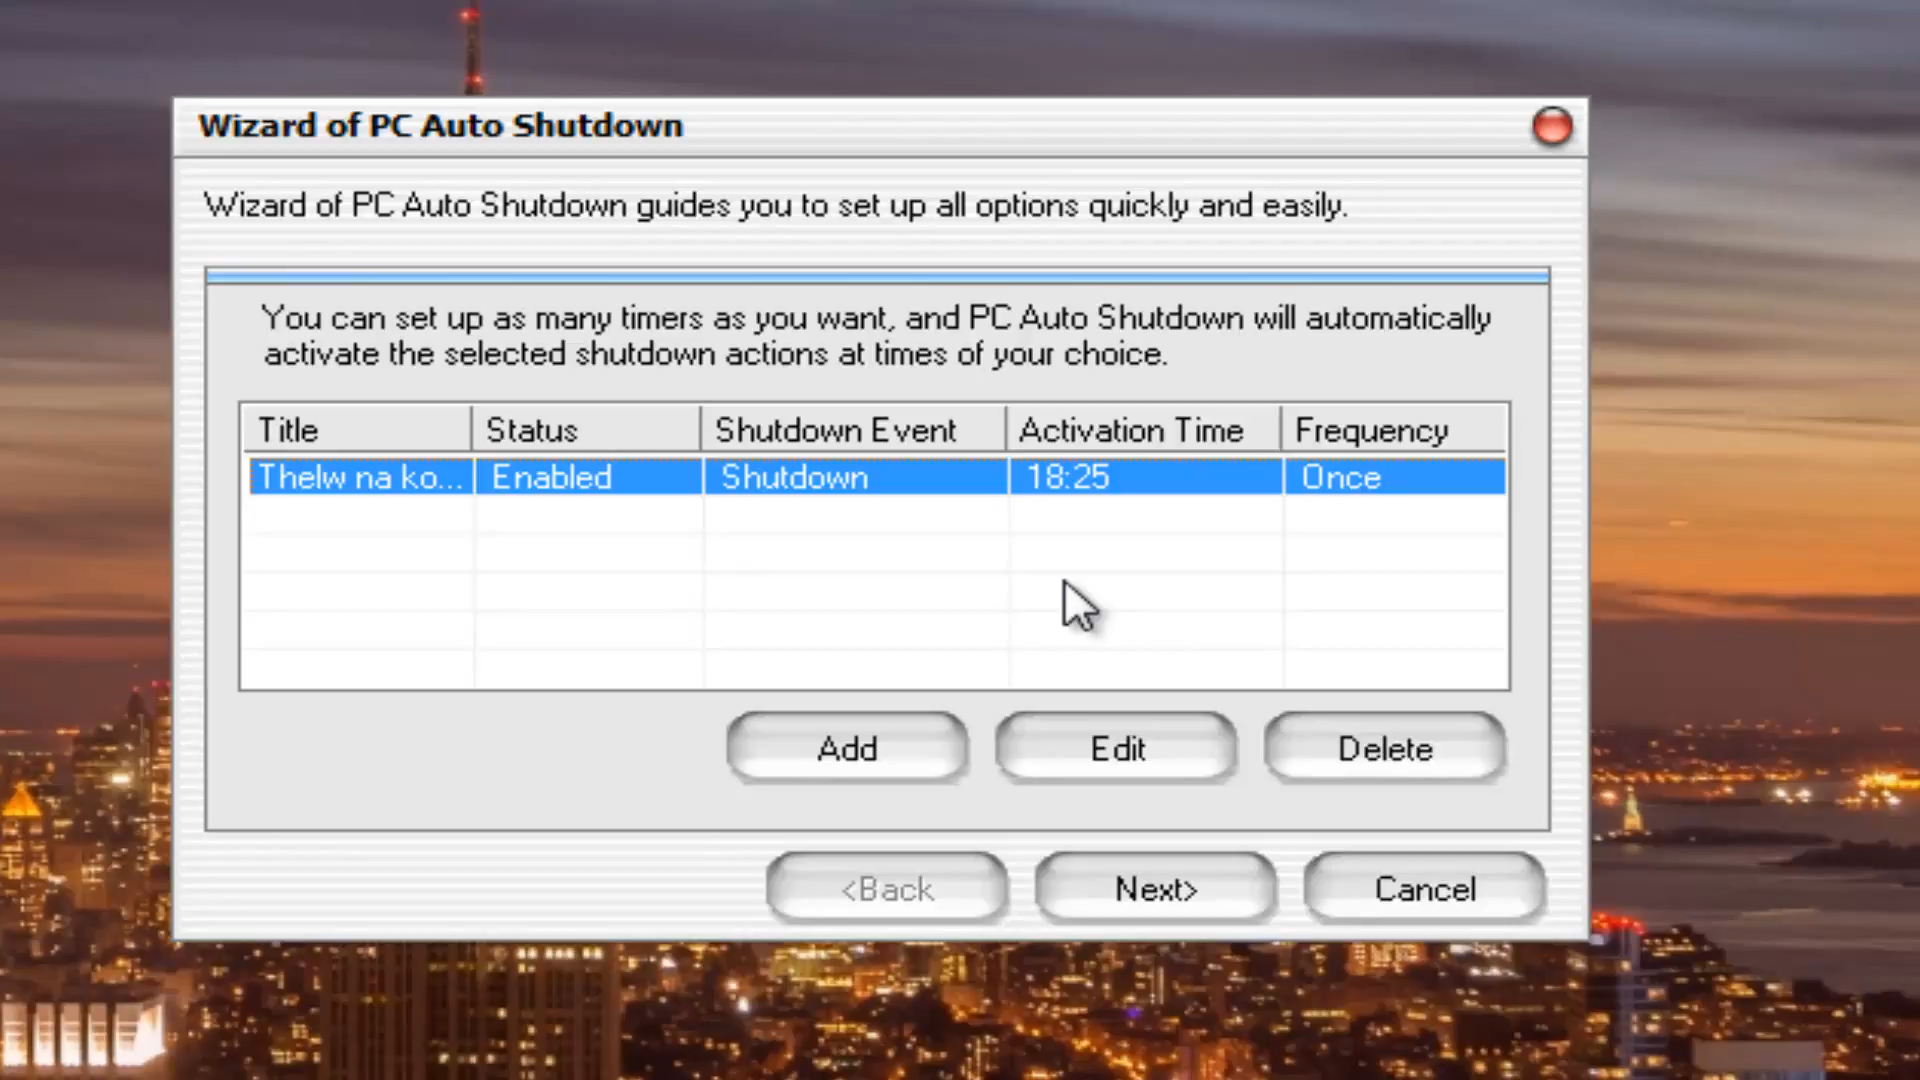 Wizard of PC Auto Shutdown
Wizard of PC Auto Shutdown guides you to set up all options quickly and easily.
You can set up as many timers as you want, and PC Auto Shutdown will automatically
activate the selected shutdown actions at times of your choice.
Title Status Shutdown Event Activation Time Frequency
Thelw na ko... Enabled Shutdown 18:25 Once
Add Edit Delete
<Back Next> Cancel